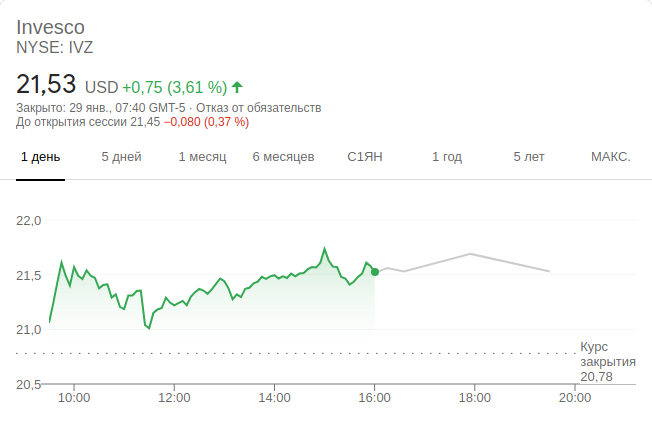 Invesco
NYSE: IVZ
21,53 USD +0,75 (3,61 %)
Закрыто: 29 янв., 07:40 GMT-5 · Отказ от обязательств
До открытия сессии 21,45 −0,080 (0,37 %)
1 день 5 дней 1 месяц 6 месяцев С1ЯН 1 год 5 лет МАКС.
22,0
21,5
21,0
Курс
закрытия
20,78
20,5
10:00 12:00 14:00 16:00 18:00 20:00